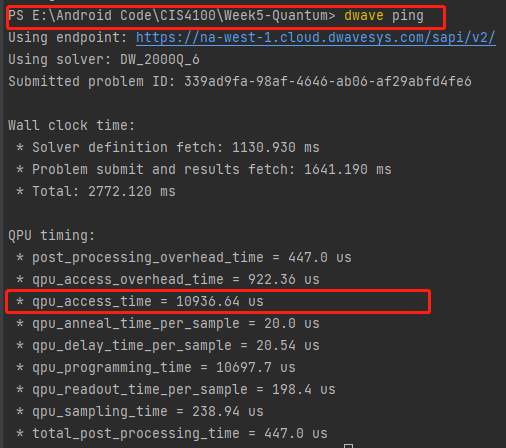 PS E:\Android Code\CIS4100\Week5-Quantum> dwave ping
Using endpoint: https://na-west-1.cloud.dwavesys.com/sapi/v2/
Using solver: DW_2000Q_6
Submitted problem ID: 339ad9fa-98af-4646-ab06-af29abfd4fe6
Wall clock time:
* Solver definition fetch: 1130.930 ms
* Problem submit and results fetch: 1641.190 ms
* Total: 2772.120 ms
QPU timing:
* post_processing_overhead_time = 447.0 us
* qpu_access_overhead_time = 922.36 us
* qpu_access_time = 10936.64 us
* qpu_anneal_time_per_sample = 20.0 us
* qpu_delay_time_per_sample = 20.54 us
* qpu_programming_time = 10697.7 us
* qpu_readout_time_per_sample = 198.4 us
* qpu_sampling_time = 238.94 us
* total_post_processing_time = 447.0 us